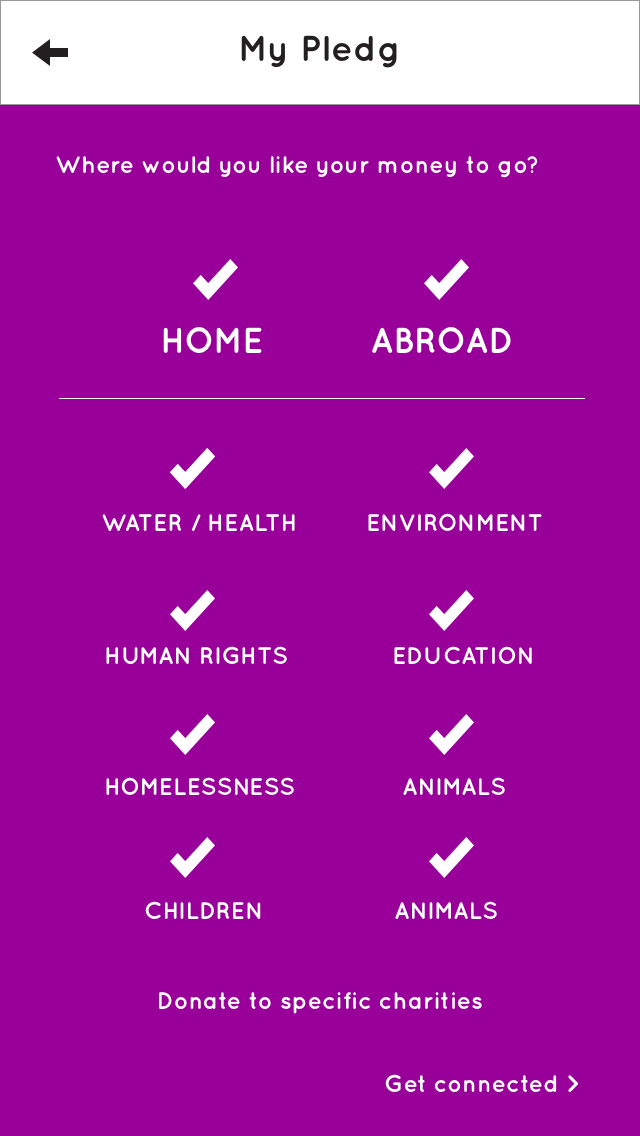 My Pledg
Where would you like your money to go?
HOME ABROAD
WATER / HEALTH ENVIRONMENT
HUMAN RIGHTS EDUCATION
HOMELESSNESS ANIMALS
CHILDREN ANIMALS
Donate to specific charities
Get connected >